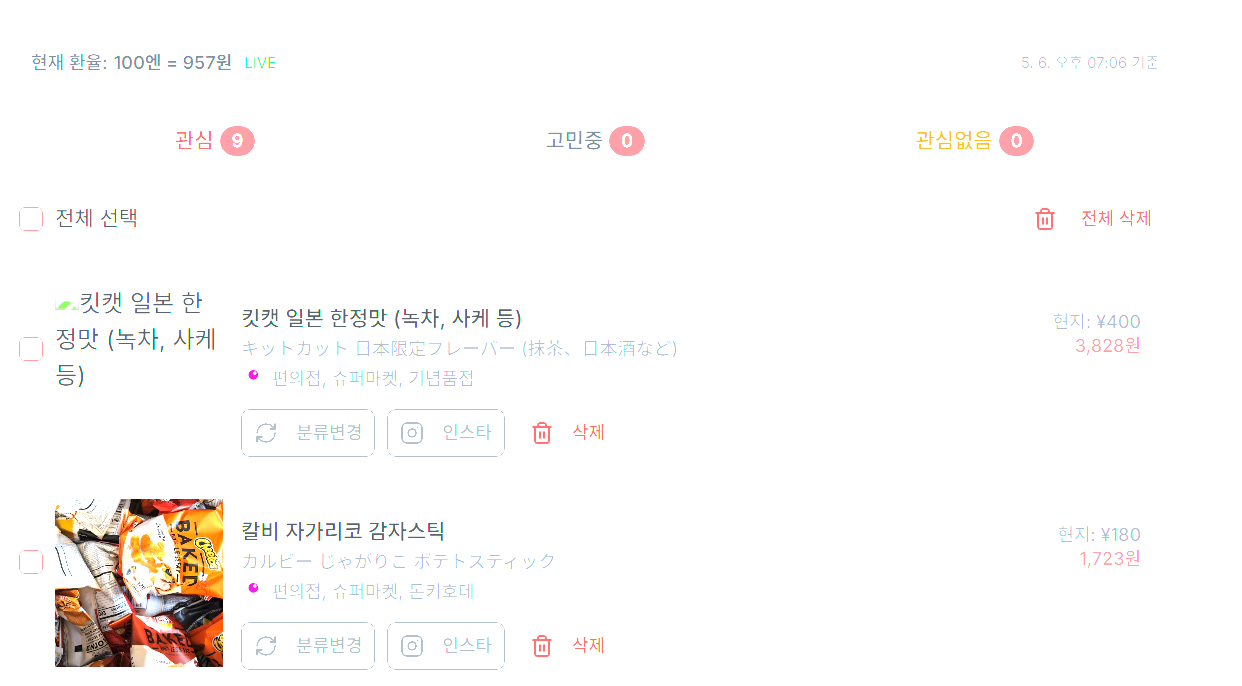 현재 환율: 100엔 = 957원 LIVE
5. 6. 오후 07:06 기준
관심 9
고민중 0
관심없음 0
전체 선택
전체 삭제
킷캣 일본 한
정맛 (녹차, 사케
등)
킷캣 일본 한정맛 (녹차, 사케 등)
キットカット 日本限定フレーバー (抹茶、日本酒など)
편의점, 슈퍼마켓, 기념품점
현지: ¥400
3,828원
분류변경
인스타
삭제
BAKED
BAKED
칼비 자가리코 감자스틱
カルビー じゃがりこ ポテトスティック
편의점, 슈퍼마켓, 돈키호테
현지: ¥180
1,723원
분류변경
인스타
삭제